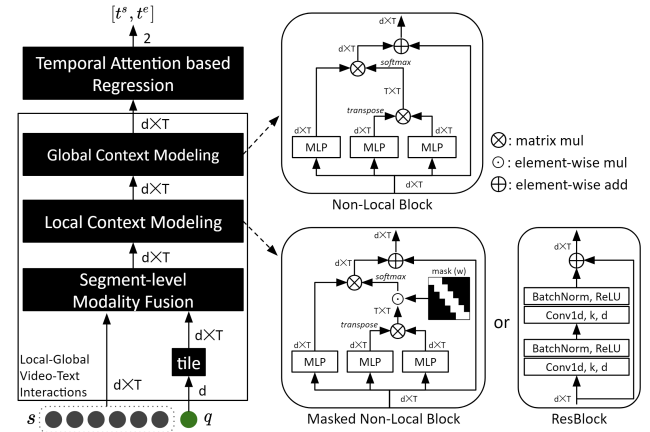 [tˢ, tᵉ]
2
Temporal Attention based
Regression
d×T
Global Context Modeling
d×T
Local Context Modeling
d×T
Segment-level
Modality Fusion
d×T
tile
Local-Global
Video-Text
Interactions
d×T
d
s
q
d×T
d×T
softmax
T×T
transpose
d×T
d×T
d×T
MLP
MLP
MLP
d×T
Non-Local Block
⊗: matrix mul
⊙: element-wise mul
⊕: element-wise add
d×T
d×T
softmax
mask (w)
T×T
transpose
d×T
d×T
d×T
MLP
MLP
MLP
d×T
Masked Non-Local Block
or
d×T
BatchNorm, ReLU
Conv1d, k, d
BatchNorm, ReLU
Conv1d, k, d
d×T
ResBlock